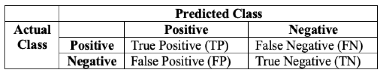 Predicted Class
Actual Class Positive Negative
Positive True Positive (TP) False Negative (FN)
Negative False Positive (FP) True Negative (TN)